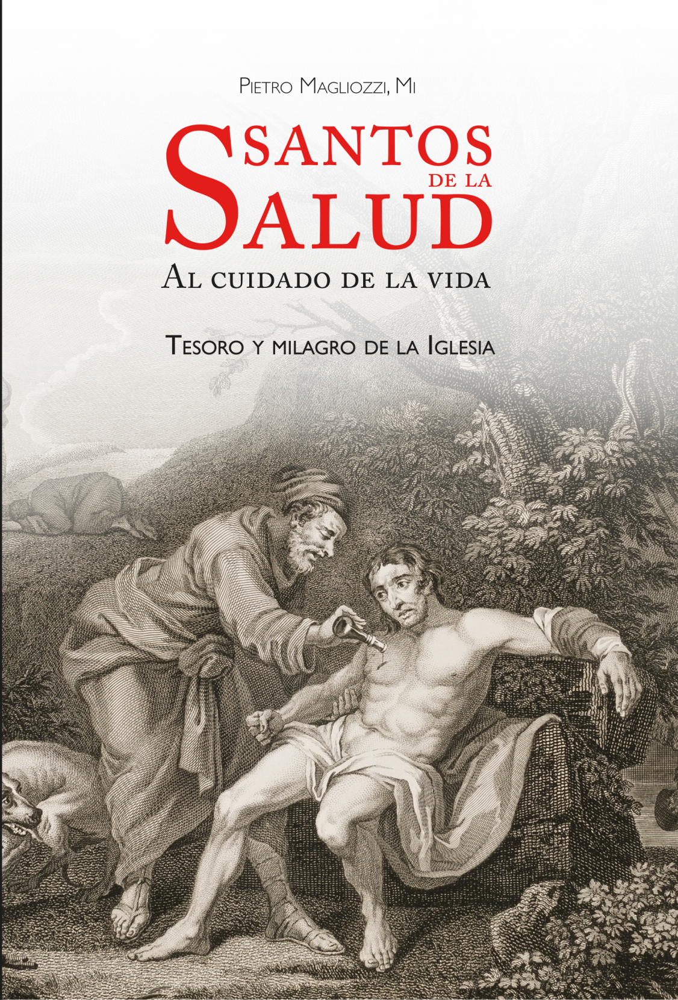 Pietro Magliozzi, Mi
Santos
de la
Salud
Al cuidado de la vida
Tesoro y milagro de la Iglesia